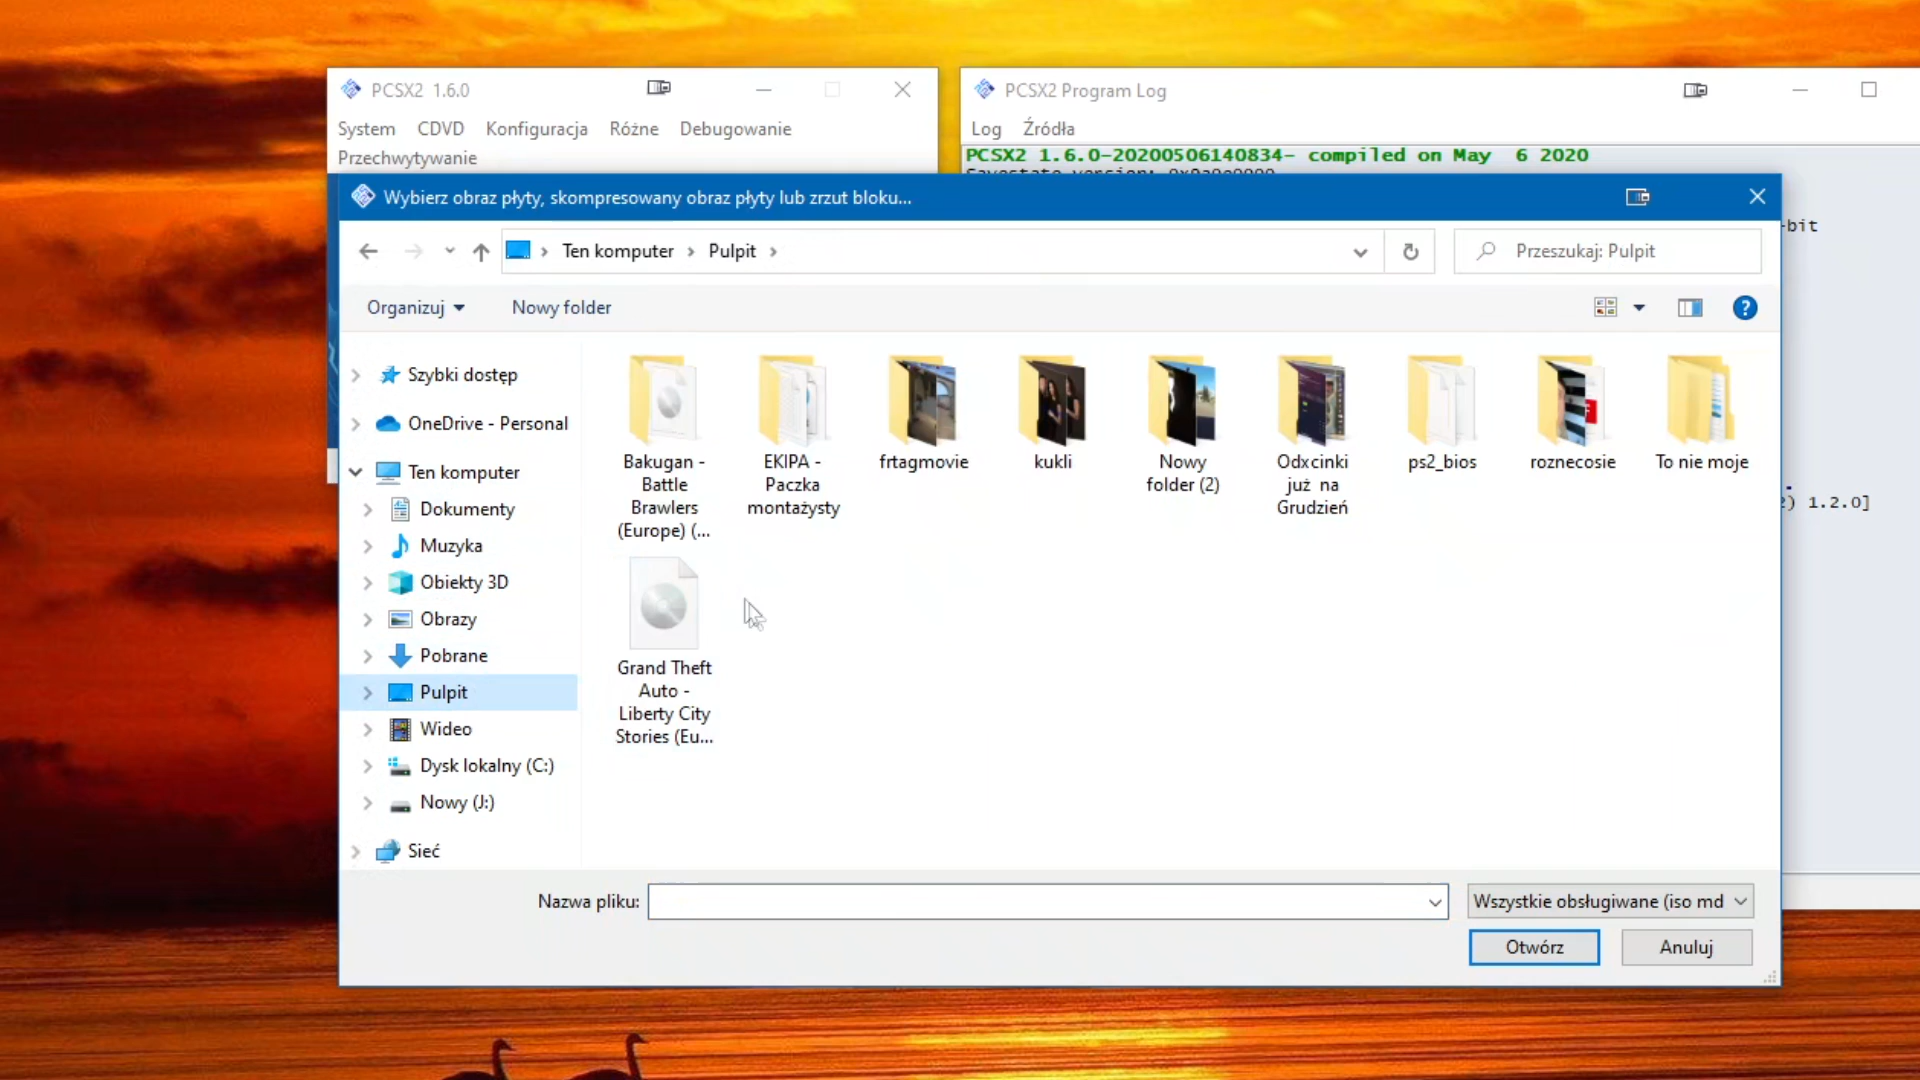 PCSX2 1.6.0
System CDVD Konfiguracja Różne Debugowanie
Przechwytywanie
PCSX2 Program Log
Log Źródła
PCSX2 1.6.0-20200506140834- compiled on May 6 2020
Savestate version: 0x9a0e0000
-bit
2) 1.2.0]
Wybierz obraz płyty, skompresowany obraz płyty lub zrzut bloku...
Ten komputer Pulpit
Przeszukaj: Pulpit
Organizuj Nowy folder
Szybki dostęp
OneDrive - Personal
Ten komputer
Dokumenty
Muzyka
Obiekty 3D
Obrazy
Pobrane
Pulpit
Wideo
Dysk lokalny (C:)
Nowy (J:)
Sieć
Bakugan -
Battle
Brawlers
(Europe) (...
EKIPA -
Paczka
montażysty
frtagmovie
kukli
Nowy
folder (2)
Odxcinki
już na
Grudzień
ps2_bios
roznecosie
To nie moje
Grand Theft
Auto -
Liberty City
Stories (Eu...
Nazwa pliku:
Wszystkie obsługiwane (iso md
Otwórz Anuluj